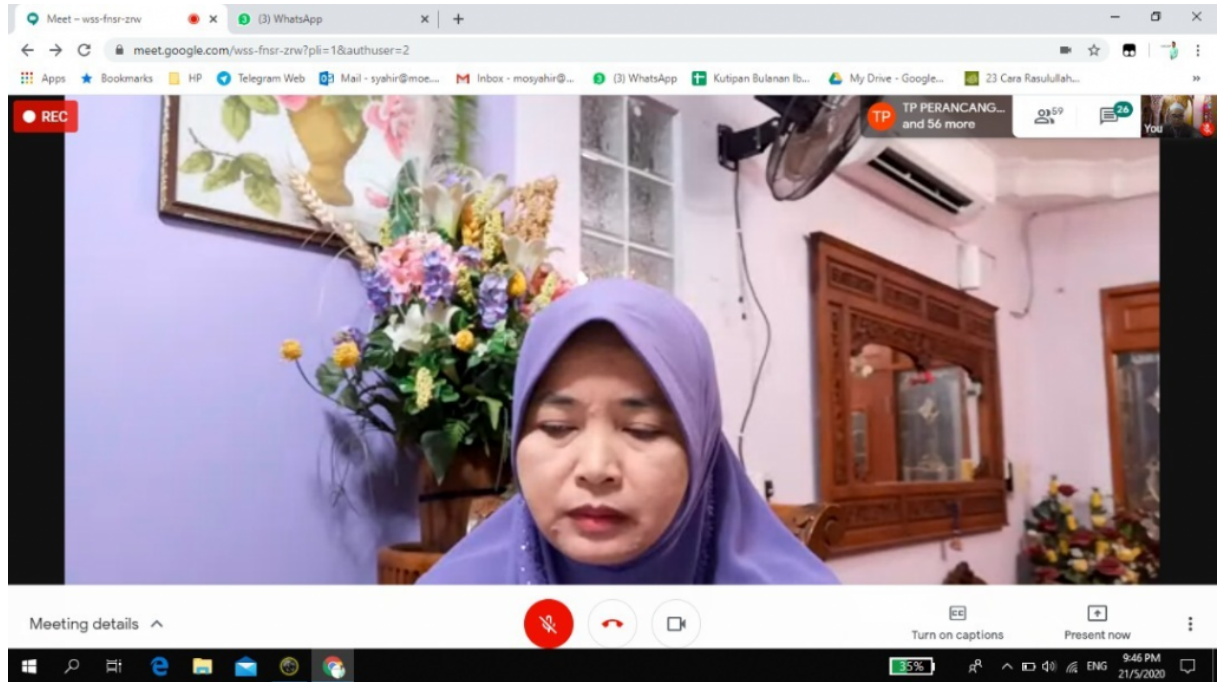 Meet – wss-fnsr-zrw
(3) WhatsApp
meet.google.com/wss-fnsr-zrw?pli=1&authuser=2
Apps
Bookmarks
HP
Telegram Web
Mail - syahir@moe....
Inbox - mosyahir@...
(3) WhatsApp
Kutipan Bulanan Ib...
My Drive - Google...
23 Cara Rasulullah...
REC
TP
TP PERANCANG...
and 56 more
59
26
You
Meeting details
CC
Turn on captions
Present now
35%
ENG
9:46 PM
21/5/2020